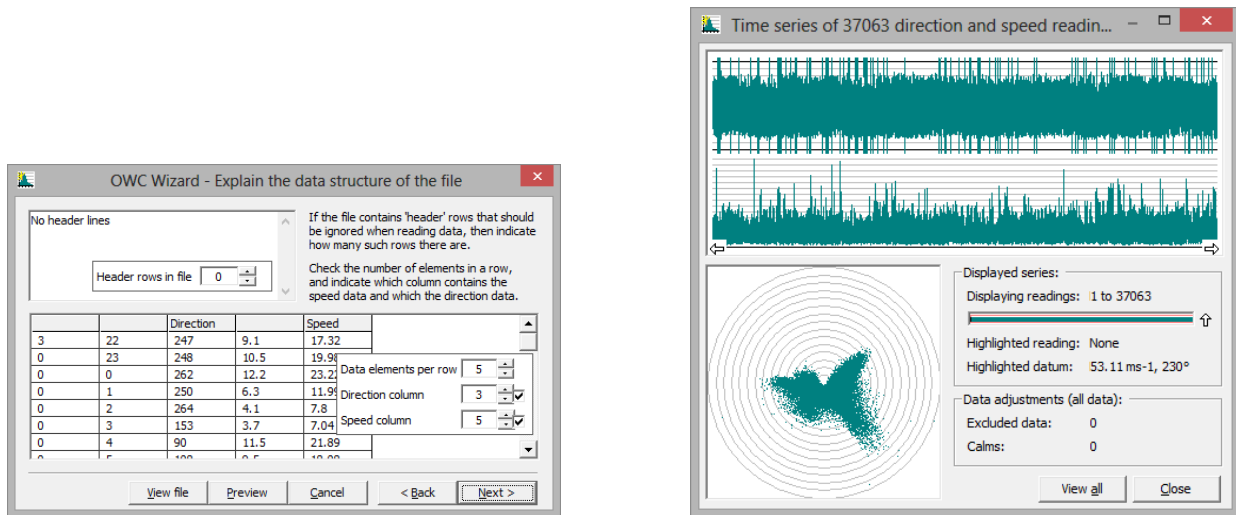 OWC Wizard - Explain the data structure of the file
No header lines
Header rows in file 0
If the file contains 'header' rows that should
be ignored when reading data, then indicate
how many such rows there are.
Check the number of elements in a row,
and indicate which column contains the
speed data and which the direction data.
Direction Speed
3 22 247 9.1 17.32
0 23 248 10.5 19.98
0 0 262 12.2
0 1 250 6.3 11.99
0 2 264 4.1 7.8
0 3 153 3.7 7.04
0 4 90 11.5 21.89
Data elements per row 5
Direction column 3
Speed column 5
View file Preview Cancel < Back Next >
Time series of 37063 direction and speed readin...
Displayed series:
Displaying readings: 1 to 37063
Highlighted reading: None
Highlighted datum: 53.11 ms-1, 230°
Data adjustments (all data):
Excluded data: 0
Calms: 0
View all Close